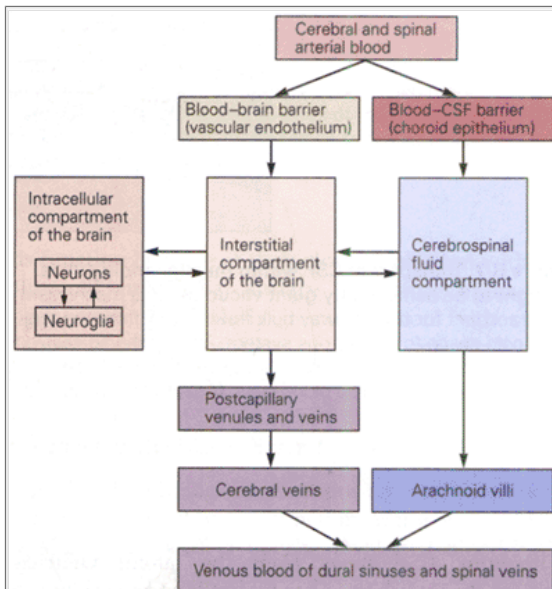 Cerebral and spinal
arterial blood
Blood–brain barrier
(vascular endothelium)
Blood–CSF barrier
(choroid epithelium)
Intracellular
compartment
of the brain
Neurons
Neuroglia
Interstitial
compartment
of the brain
Cerebrospinal
fluid
compartment
Postcapillary
venules and veins
Cerebral veins
Arachnoid villi
Venous blood of dural sinuses and spinal veins